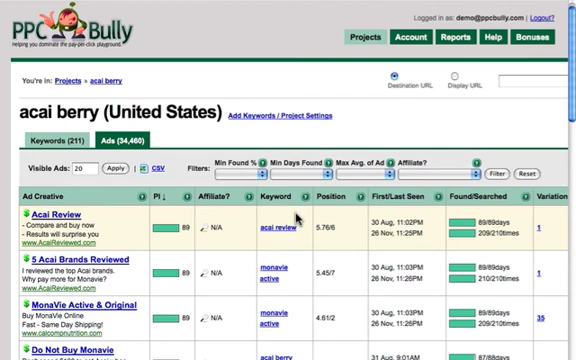 PPC Bully
helping you dominate the pay-per-click playground.
Logged in as: demo@ppcbully.com Logout?
Projects Account Reports Help Bonuses
You're in: Projects » acai berry
Destination URL Display URL
acai berry (United States) Add Keywords / Project Settings
Keywords (211) Ads (34,460)
Visible Ads: 20 Apply | CSV Filters: Min Found % ? Min Days Found ? Max Avg. of Ad ? Affiliate? ? Filter Reset
Ad Creative ? PI ↓ ? Affiliate? ? Keyword ? Position ? First/Last Seen ? Found/Searched ? Variation
$ Acai Review
- Compare and buy now
- Results will surprise you
www.AcaiReviewed.com
89 N/A acai review 5.76/6
30 Aug, 11:02PM
26 Nov, 11:25PM
89/89days
209/210times
1
$ 5 Acai Brands Reviewed
I reviewed the top Acai Brands.
Why pay more for Monavie?
www.AcaiReviewed.com
89 N/A
monavie
active
5.45/7
30 Aug, 11:03PM
26 Nov, 11:26PM
89/89days
210/210times
1
$ MonaVie Active & Original
Buy MonaVie Online
Fast - Same Day Shipping!
www.calcompnutrition.com
89 N/A
monavie
active
4.61/2
30 Aug, 11:03PM
26 Nov, 11:26PM
89/89days
209/210times
35
$ Do Not Buy Monavie
acai berry
31 Aug, 9:01AM